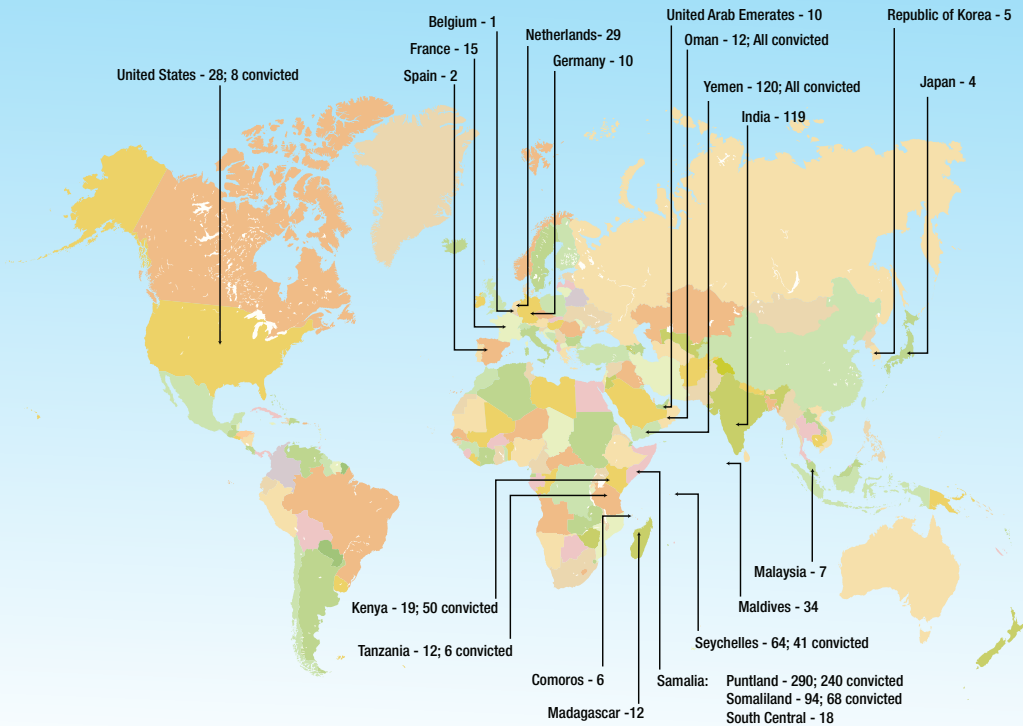 Belgium - 1
Netherlands- 29
France - 15
Germany - 10
Spain - 2
United States - 28; 8 convicted
United Arab Emerates - 10
Oman - 12; All convicted
Yemen - 120; All convicted
India - 119
Republic of Korea - 5
Japan - 4
Malaysia - 7
Maldives - 34
Seychelles - 64; 41 convicted
Kenya - 19; 50 convicted
Tanzania - 12; 6 convicted
Comoros - 6
Madagascar -12
Samalia: Puntland - 290; 240 convicted
Somaliland - 94; 68 convicted
South Central - 18